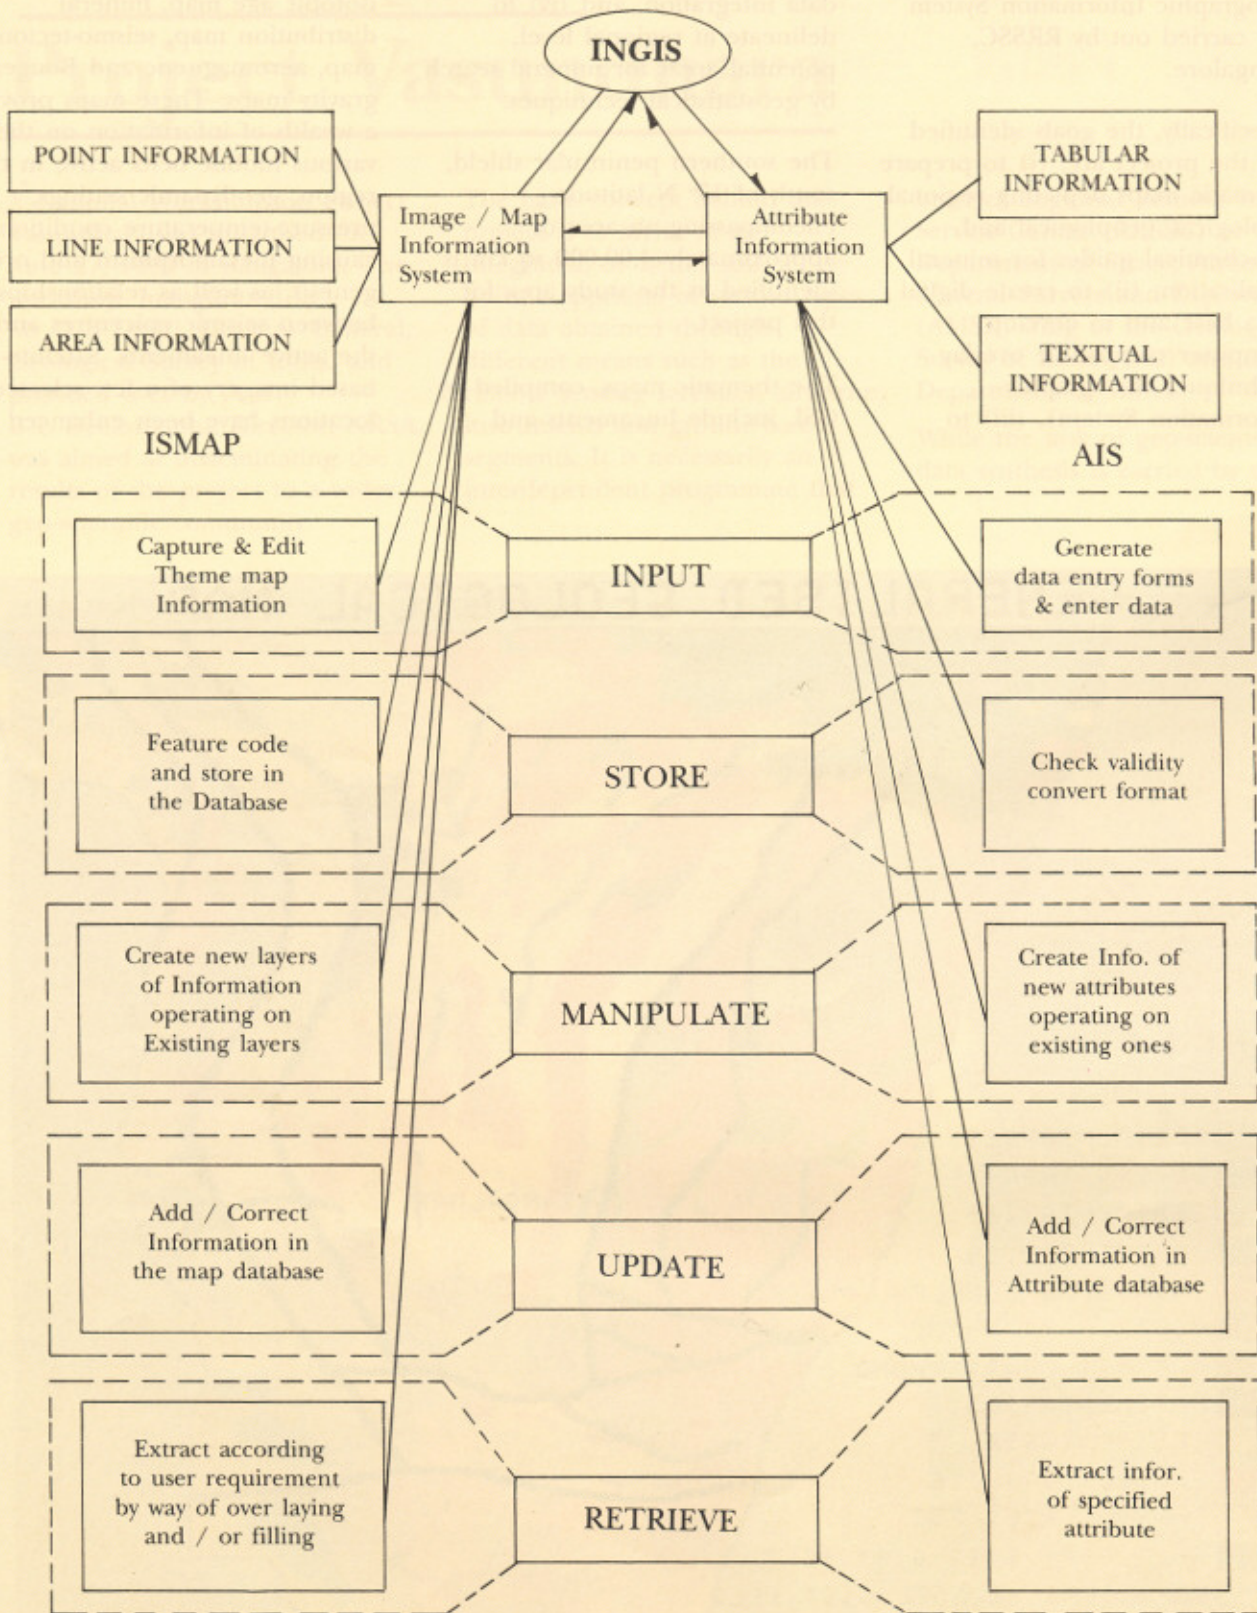 INGIS
POINT INFORMATION
LINE INFORMATION
AREA INFORMATION
Image / Map
Information
System
Attribute
Information
System
TABULAR
INFORMATION
TEXTUAL
INFORMATION
ISMAP
AIS
Capture & Edit
Theme map
Information
INPUT
Generate
data entry forms
& enter data
Feature code
and store in
the Database
STORE
Check validity
convert format
Create new layers
of Information
operating on
Existing layers
MANIPULATE
Create Info. of
new attributes
operating on
existing ones
Add / Correct
Information in
the map database
UPDATE
Add / Correct
Information in
Attribute database
Extract according
to user requirement
by way of over laying
and / or filling
RETRIEVE
Extract infor.
of specified
attribute